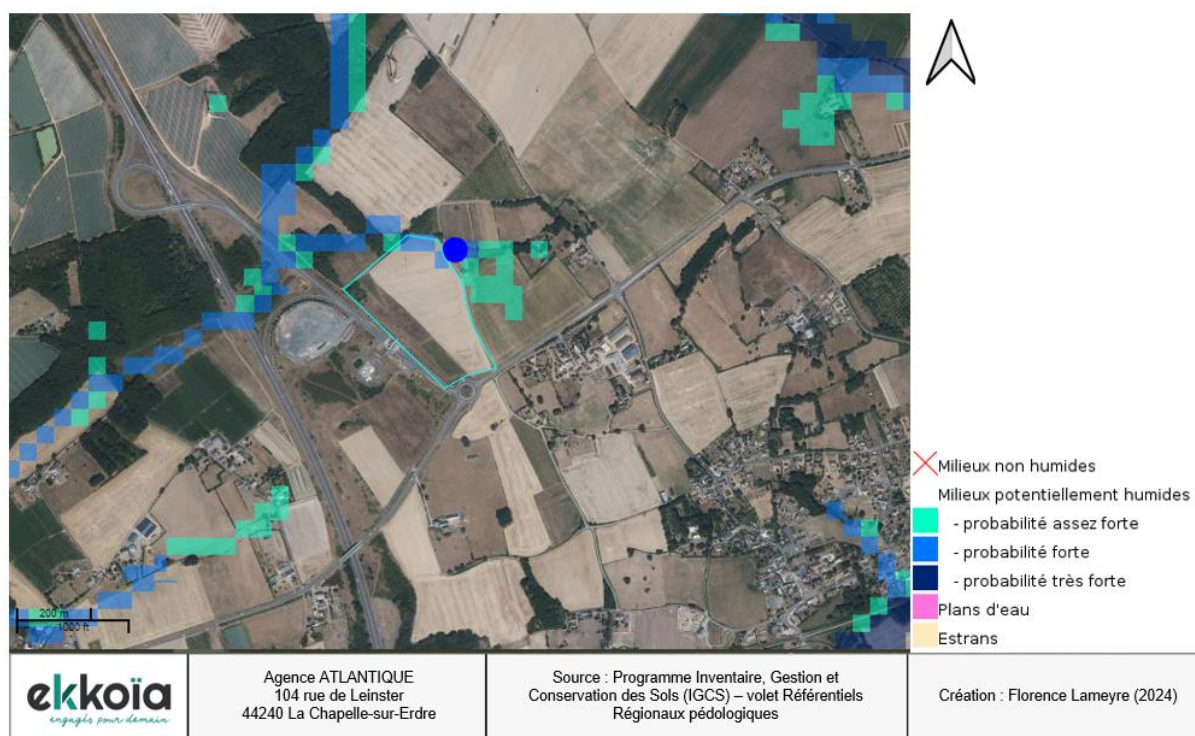 Milieux non humides
Milieux potentiellement humides
- probabilité assez forte
- probabilité forte
- probabilité très forte
Plans d'eau
Estrans
200 m
1000 ft
ekkoïa
engagés pour demain
Agence ATLANTIQUE
104 rue de Leinster
44240 La Chapelle-sur-Erdre
Source : Programme Inventaire, Gestion et
Conservation des Sols (IGCS) – volet Référentiels
Régionaux pédologiques
Création : Florence Lameyre (2024)